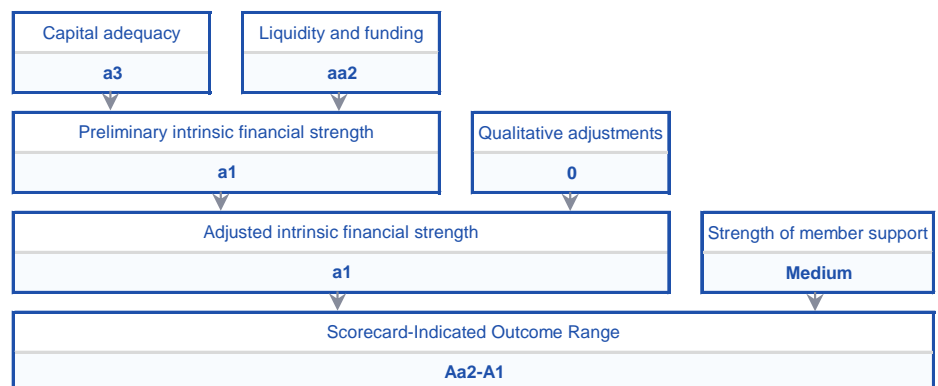 Capital adequacy
a3
Liquidity and funding
aa2
Preliminary intrinsic financial strength
a1
Qualitative adjustments
0
Adjusted intrinsic financial strength
a1
Strength of member support
Medium
Scorecard-Indicated Outcome Range
Aa2-A1